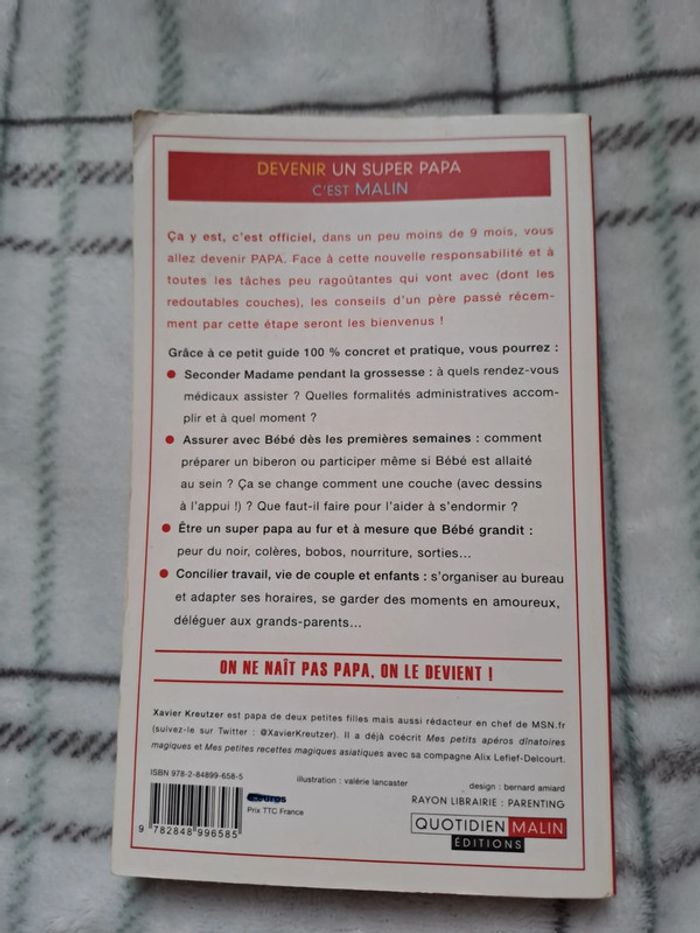 DEVENIR UN SUPER PAPA
C'EST MALIN
Ça y est, c'est officiel, dans un peu moins de 9 mois, vous
allez devenir PAPA. Face à cette nouvelle responsabilité et à
toutes les tâches peu ragoûtantes qui vont avec (dont les
redoutables couches), les conseils d'un père passé récem-
ment par cette étape seront les bienvenus !
Grâce à ce petit guide 100 % concret et pratique, vous pourrez :
● Seconder Madame pendant la grossesse : à quels rendez-vous
médicaux assister ? Quelles formalités administratives accom-
plir et à quel moment ?
● Assurer avec Bébé dès les premières semaines : comment
préparer un biberon ou participer même si Bébé est allaité
au sein ? Ça se change comment une couche (avec dessins
à l'appui !) ? Que faut-il faire pour l'aider à s'endormir ?
● Être un super papa au fur et à mesure que Bébé grandit :
peur du noir, colères, bobos, nourriture, sorties...
● Concilier travail, vie de couple et enfants : s'organiser au bureau
et adapter ses horaires, se garder des moments en amoureux,
déléguer aux grands-parents...
ON NE NAÎT PAS PAPA, ON LE DEVIENT !
Xavier Kreutzer est papa de deux petites filles mais aussi rédacteur en chef de MSN.fr
(suivez-le sur Twitter : @XavierKreutzer). Il a déjà coécrit Mes petits apéros dînatoires
magiques et Mes petites recettes magiques asiatiques avec sa compagne Alix Lefief-Delcourt.
ISBN 978-2-84899-658-5
illustration : valérie lancaster
design : bernard amiard
euros
Prix TTC France
RAYON LIBRAIRIE : PARENTING
9 782848 996585
QUOTIDIEN MALIN
ÉDITIONS